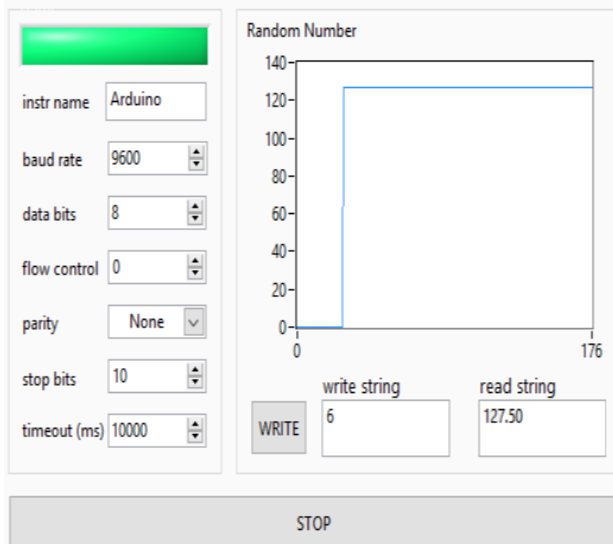 instr name Arduino
baud rate 9600
data bits 8
flow control 0
parity None
stop bits 10
timeout (ms) 10000
Random Number
140
120
100
80
60
40
20
0
0 176
write string read string
WRITE 6 127.50
STOP